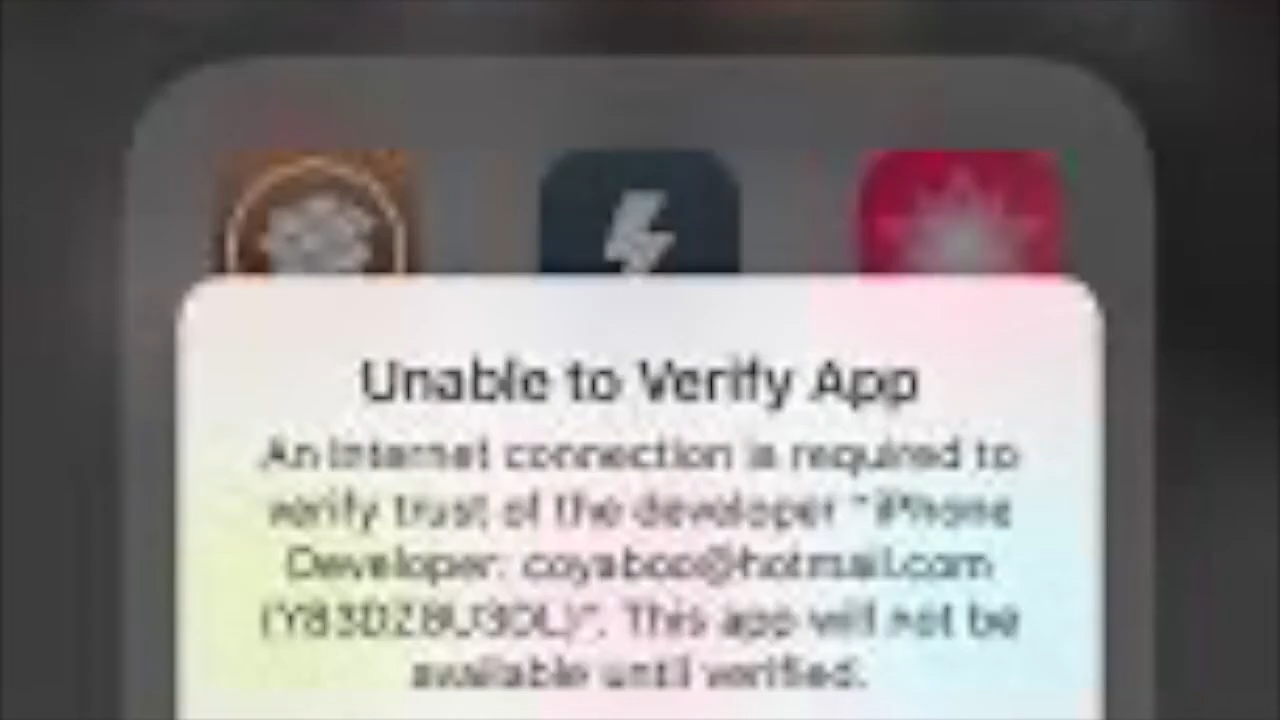 Unable to Verify App
An Internet connection is required to
verify trust of the developer "iPhone
Developer: coyaboo@hotmail.com
This app will not be
available until verified.